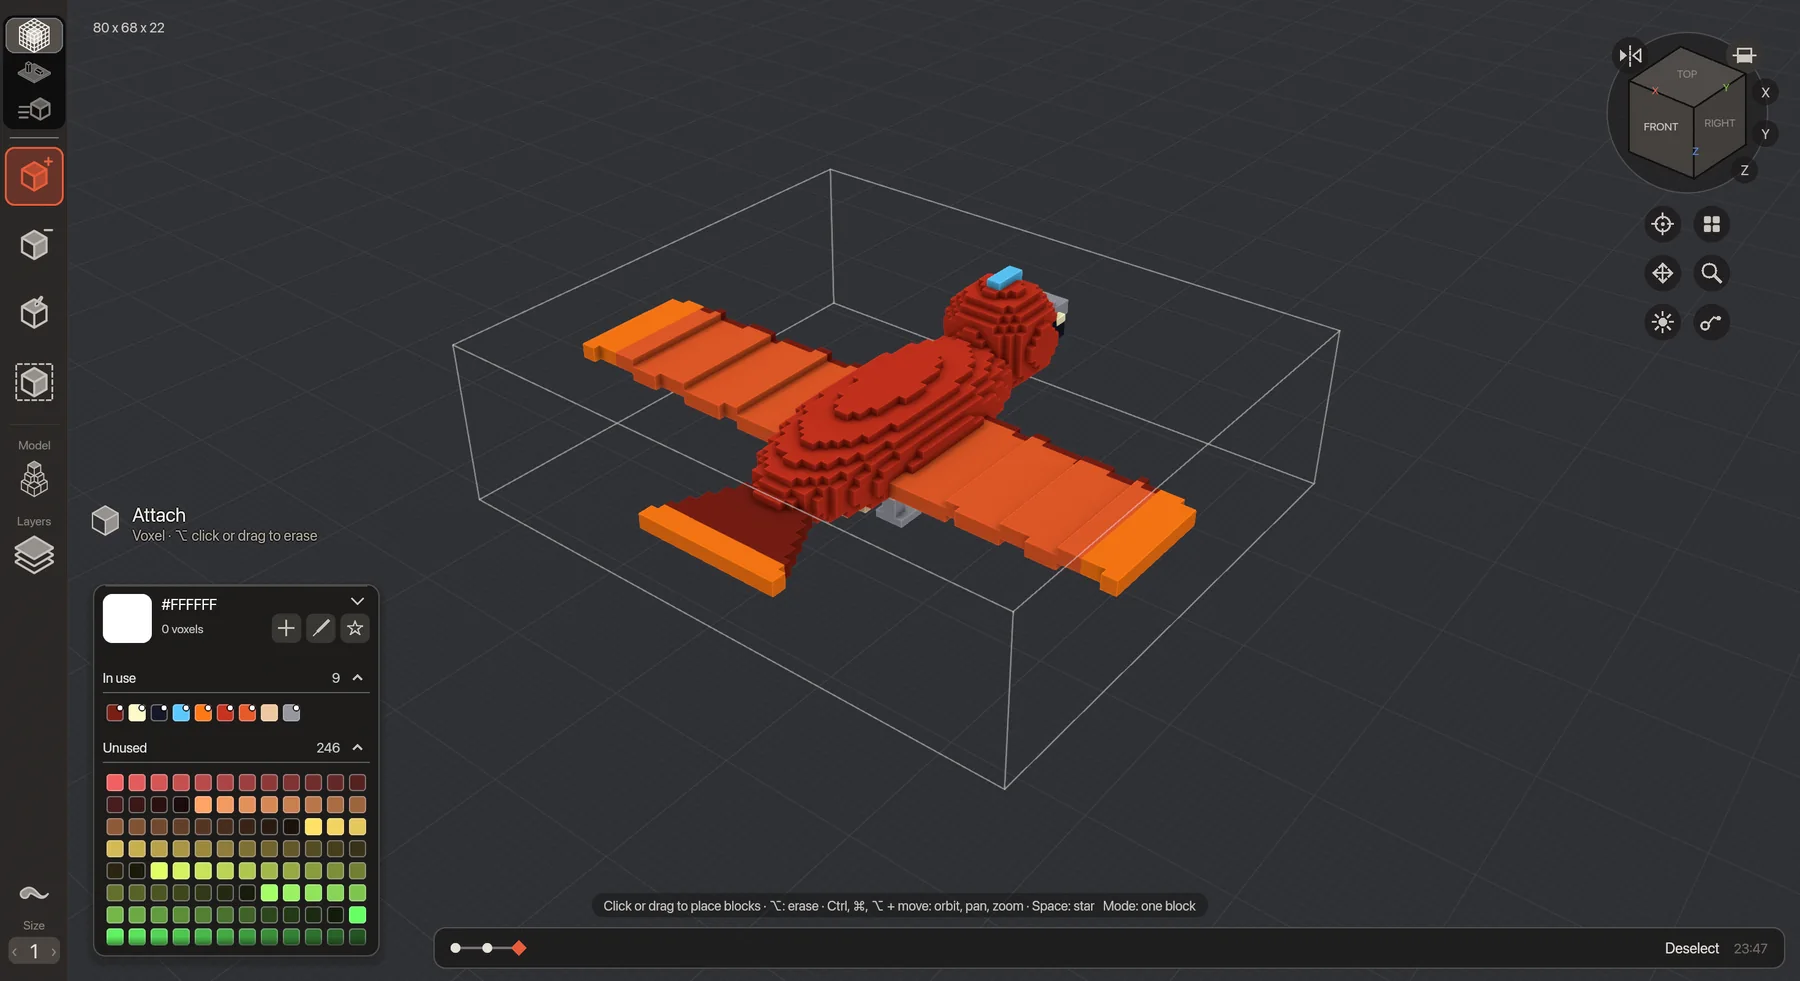 80 x 68 x 22
TOP
X
Y
X
FRONT
RIGHT
Y
Z
Z
Model
Layers
Attach
Voxel · ⌥ click or drag to erase
#FFFFFF
0 voxels
In use 9
Unused 246
Size
1
Click or drag to place blocks · ⌥: erase · Ctrl, ⌘, ⌥ + move: orbit, pan, zoom · Space: star Mode: one block
Deselect 23:47